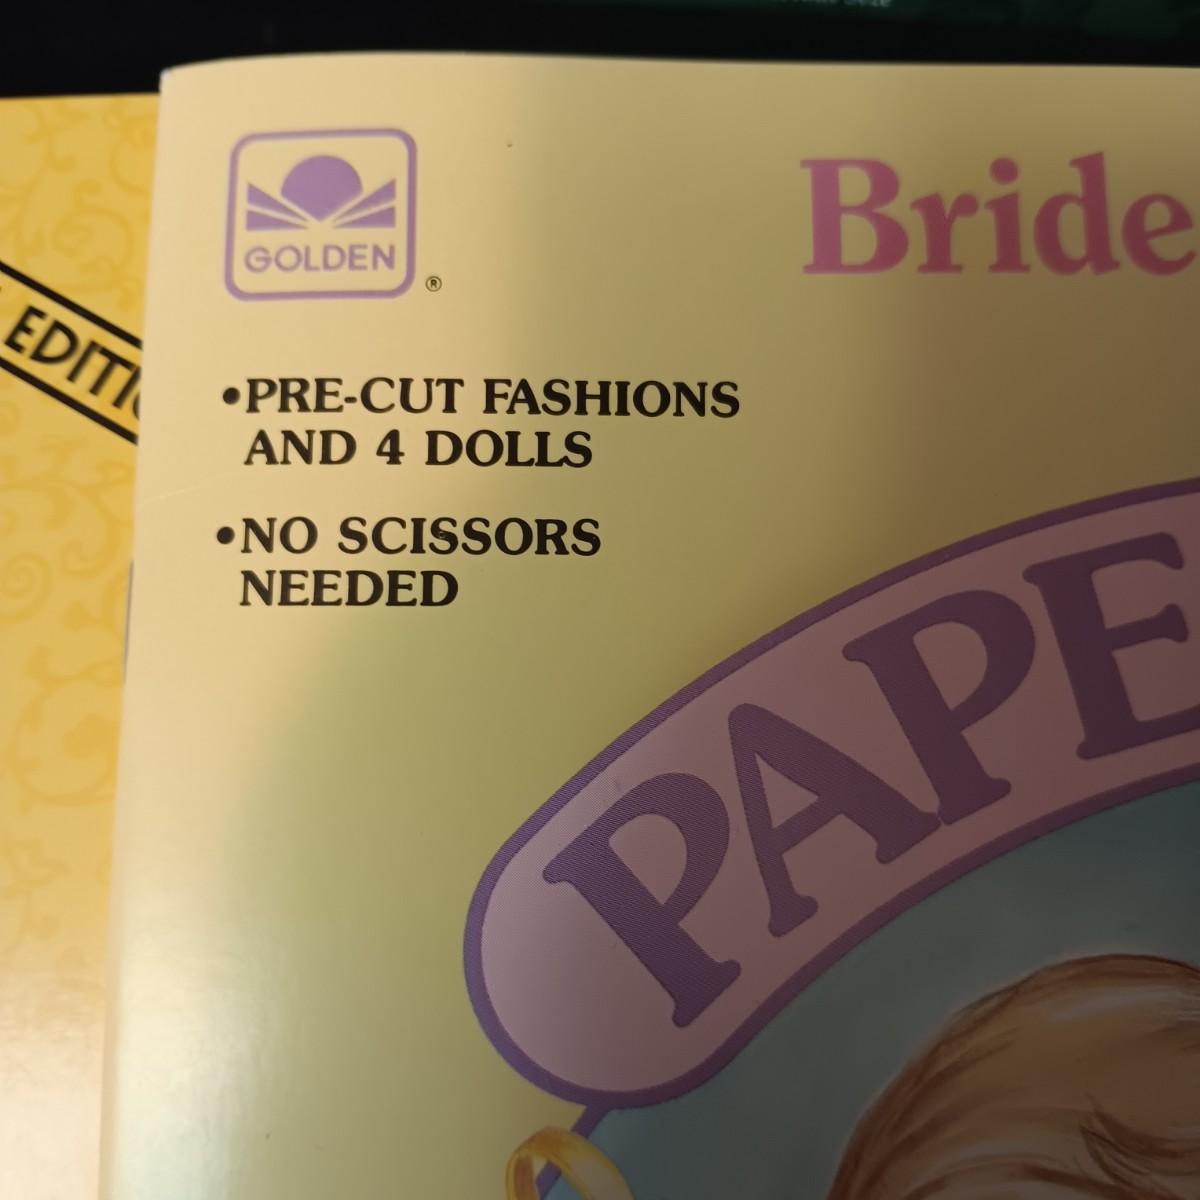 GOLDEN
®
Bride
•PRE-CUT FASHIONS
AND 4 DOLLS
•NO SCISSORS
NEEDED
PAPE
EDITI